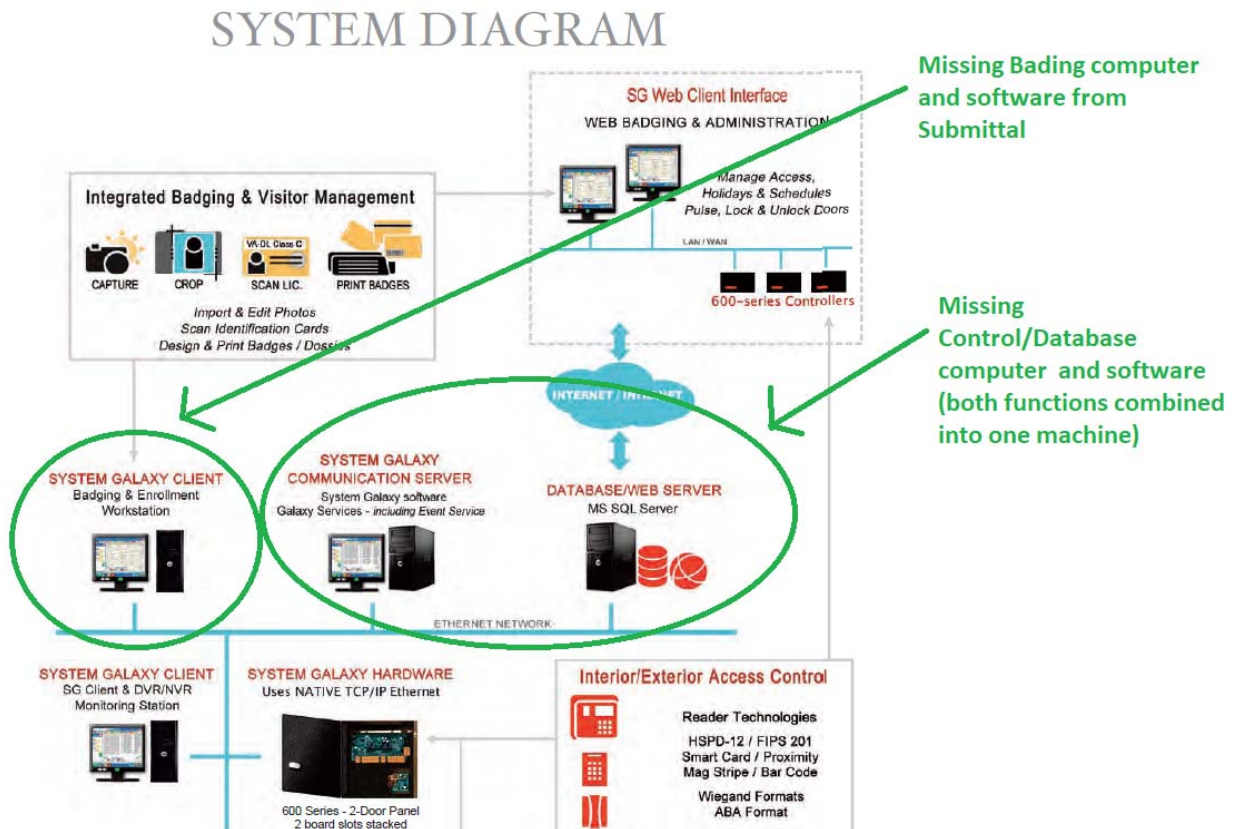 SYSTEM DIAGRAM
Missing Bading computer
and software from
Submittal
SG Web Client Interface
WEB BADGING & ADMINISTRATION
Manage Access,
Holidays & Schedules
Pulse, Lock & Unlock Doors
LAN / WAN
600-series Controllers
Integrated Badging & Visitor Management
VA-DL Class C
CAPTURE
CROP
SCAN LIC.
PRINT BADGES
Import & Edit Photos
Scan Identification Cards
Design & Print Badges / Dossies
Missing
Control/Database
computer and software
(both functions combined
into one machine)
INTERNET / INTRANET
SYSTEM GALAXY CLIENT
Badging & Enrollment
Workstation
SYSTEM GALAXY
COMMUNICATION SERVER
System Galaxy software
Galaxy Services - including Event Service
DATABASE/WEB SERVER
MS SQL Server
ETHERNET NETWORK
SYSTEM GALAXY CLIENT
SG Client & DVR/NVR
Monitoring Station
SYSTEM GALAXY HARDWARE
Uses NATIVE TCP/IP Ethernet
600 Series - 2-Door Panel
2 board slots stacked
Interior/Exterior Access Control
Reader Technologies
HSPD-12 / FIPS 201
Smart Card / Proximity
Mag Stripe / Bar Code
Wiegand Formats
ABA Format